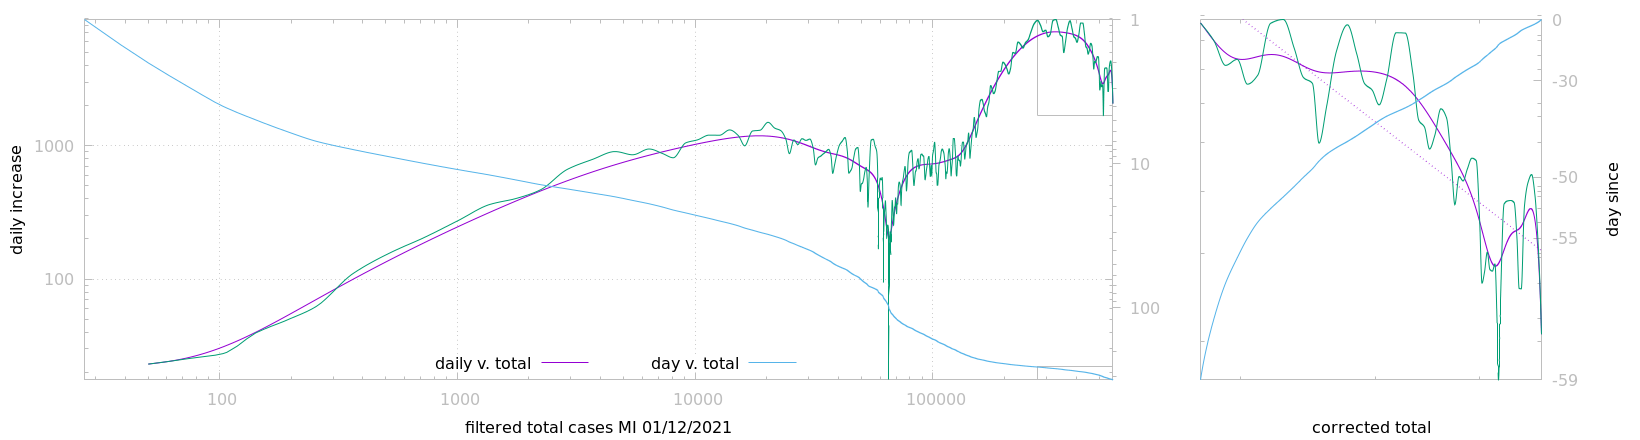 daily increase
1000
100
daily v. total
day v. total
100
1000
10000
100000
filtered total cases MI 01/12/2021
1
10
100
0
-30
-50
-55
-59
day since
corrected total